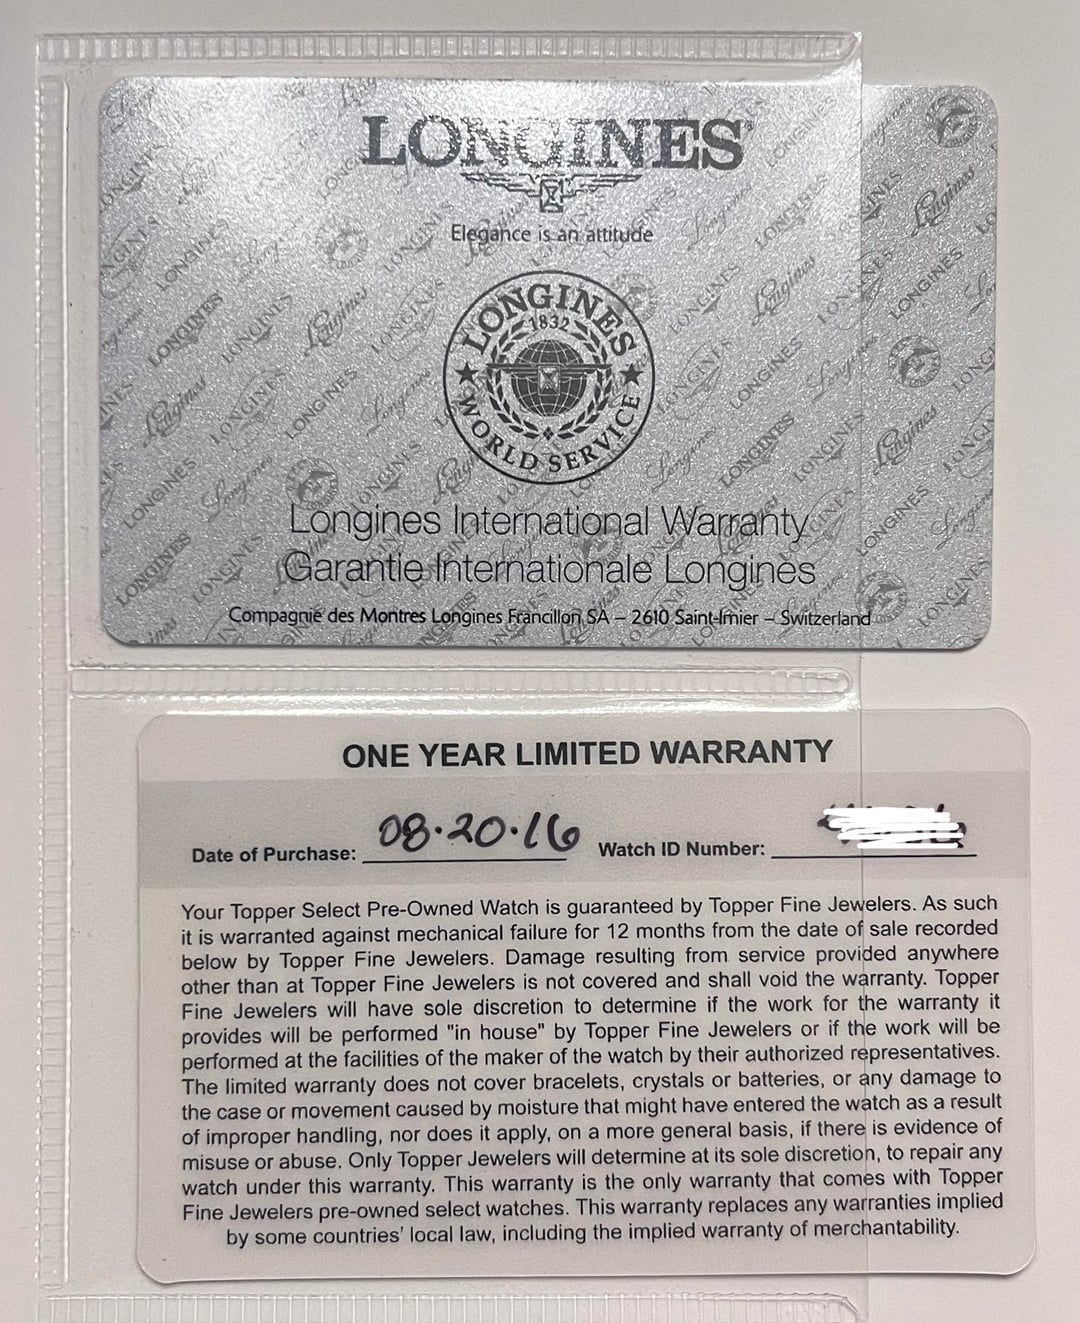 LONGINES
Elegance is an attitude
LONGINES
1832
WORLD SERVICE
Longines International Warranty
Garantie Internationale Longines
Compagnie des Montres Longines Francillon SA – 2610 Saint-Imier – Switzerland
ONE YEAR LIMITED WARRANTY
Date of Purchase: 08·20·16 Watch ID Number:
Your Topper Select Pre-Owned Watch is guaranteed by Topper Fine Jewelers. As such
it is warranted against mechanical failure for 12 months from the date of sale recorded
below by Topper Fine Jewelers. Damage resulting from service provided anywhere
other than at Topper Fine Jewelers is not covered and shall void the warranty. Topper
Fine Jewelers will have sole discretion to determine if the work for the warranty it
provides will be performed "in house" by Topper Fine Jewelers or if the work will be
performed at the facilities of the maker of the watch by their authorized representatives.
The limited warranty does not cover bracelets, crystals or batteries, or any damage to
the case or movement caused by moisture that might have entered the watch as a result
of improper handling, nor does it apply, on a more general basis, if there is evidence of
misuse or abuse. Only Topper Jewelers will determine at its sole discretion, to repair any
watch under this warranty. This warranty is the only warranty that comes with Topper
Fine Jewelers pre-owned select watches. This warranty replaces any warranties implied
by some countries' local law, including the implied warranty of merchantability.